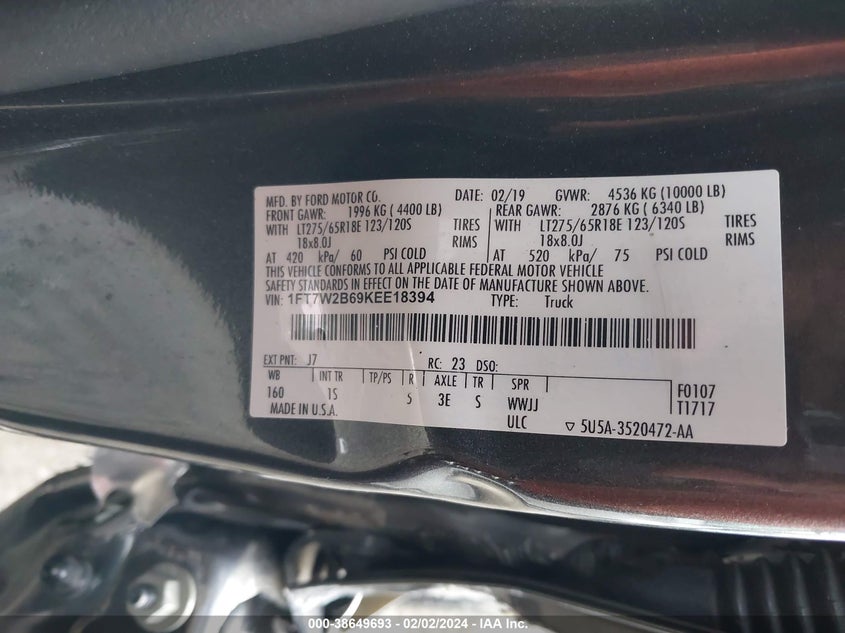 MFD. BY FORD MOTOR CO. DATE: 02/19 GVWR: 4536 KG (10000 LB)
FRONT GAWR: 1996 KG ( 4400 LB) REAR GAWR: 2876 KG ( 6340 LB)
WITH LT275/65R18E 123/120S TIRES WITH LT275/65R18E 123/120S TIRES
18x8.0J RIMS 18x8.0J RIMS
AT 420 kPa/ 60 PSI COLD AT 520 kPa/ 75 PSI COLD
THIS VEHICLE CONFORMS TO ALL APPLICABLE FEDERAL MOTOR VEHICLE
SAFETY STANDARDS IN EFFECT ON THE DATE OF MANUFACTURE SHOWN ABOVE.
VIN: 1FT7W2B69KEE18394 TYPE: Truck
EXT PNT: J7 RC: 23 DSO:
WB INT TR TP/PS R AXLE TR SPR F0107
160 1S 5 3E S WWJJ T1717
MADE IN U.S.A. ULC ▽ 5U5A-3520472-AA
000-38649693 - 02/02/2024 - IAA Inc.